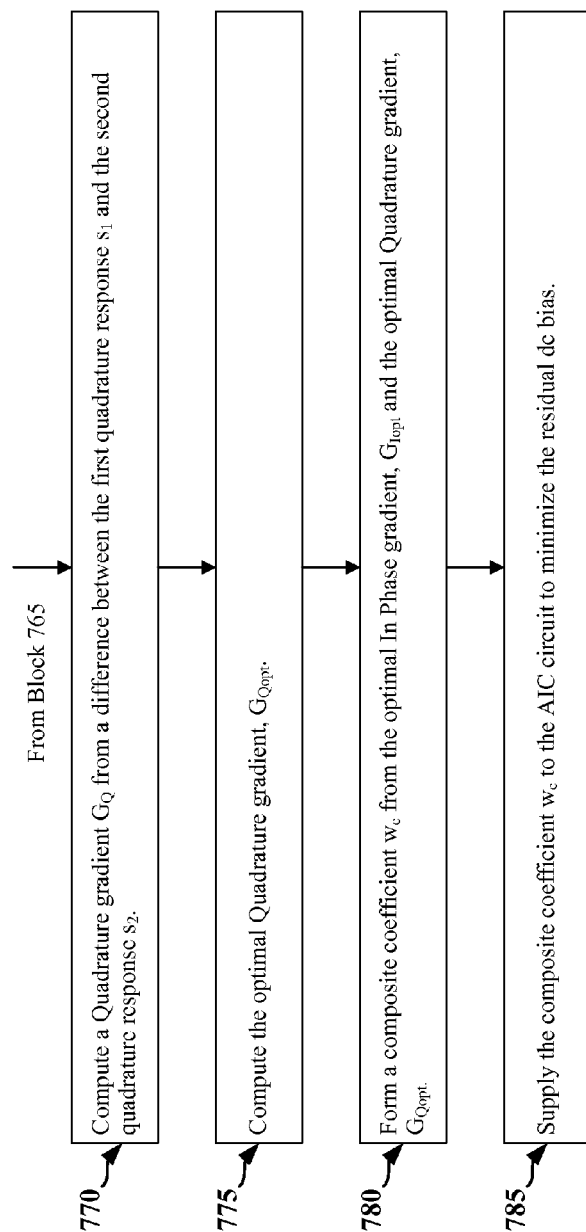 From Block 765
770
Compute a Quadrature gradient G_Q from a difference between the first quadrature response s₁ and the second
quadrature response s₂.
775
Compute the optimal Quadrature gradient, G_Qopt.
780
Form a composite coefficient w_c from the optimal In Phase gradient, G_Iopt and the optimal Quadrature gradient,
G_Qopt.
785
Supply the composite coefficient w_c to the AIC circuit to minimize the residual dc bias.